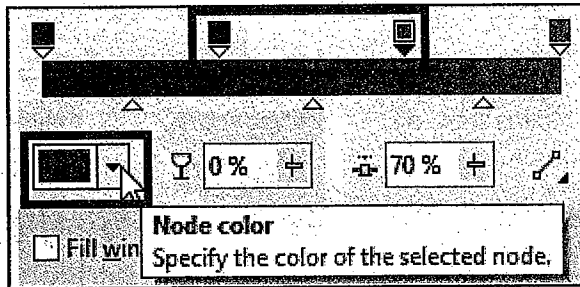 0 % 70 %
Node color
Fill win
Specify the color of the selected node.